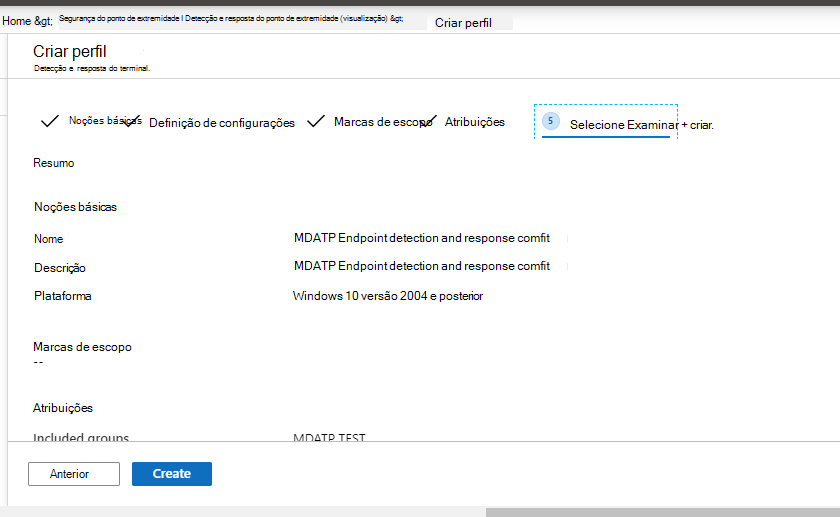 Home &gt; Segurança do ponto de extremidade I Detecção e resposta do ponto de extremidade (visualização) &gt; Criar perfil
Criar perfil
Detecção e resposta do terminal.
Noções básicas Definição de configurações Marcas de escopo Atribuições 5 Selecione Examinar + criar.
Resumo
Noções básicas
Nome MDATP Endpoint detection and response comfit
Descrição MDATP Endpoint detection and response comfit
Plataforma Windows 10 versão 2004 e posterior
Marcas de escopo
--
Atribuições
Included groups MDATP TEST
Anterior Create